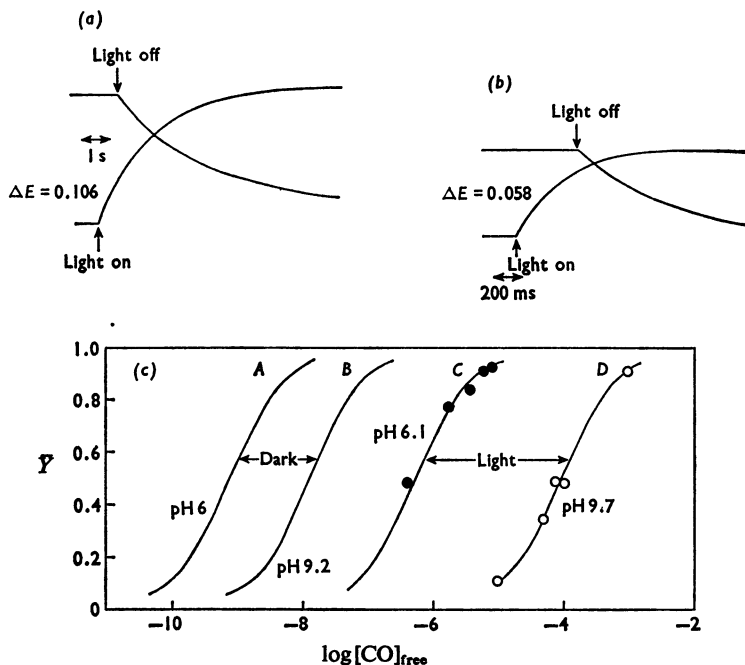 (a)
Light off
1 s
ΔE = 0.106
Light on
(b)
Light off
ΔE = 0.058
Light on
200 ms
(c)
A
B
C
D
1.0
0.8
0.6
0.4
0.2
0
Ȳ
pH 6
Dark
pH 9.2
pH 6.1
Light
pH 9.7
−10
−8
−6
−4
−2
log [CO]free